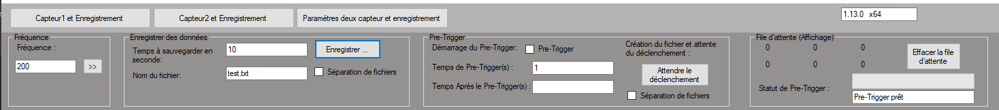 Capteur1 et Enregistrement
Capteur2 et Enregistrement
Paramètres deux capteur et enregistrement
1.13.0 x64
Fréquence
Fréquence :
200
>>
Enregistrer des données
Temps à sauvegarder en
seconde:
10
Enregistrer ...
Nom du fichier:
test.txt
Séparation de fichiers
Pre-Trigger
Démarrage du Pre-Trigger:
Pre-Trigger
Temps de Pre-Trigger(s) :
1
Temps Après le Pre-Trigger(s) :
Création du fichier et attente
du déclenchement :
Attendre le
déclenchement
Séparation de fichiers
File d'attente (Affichage)
0 0 0
0 0 0
Effacer la file
d'attente
Statut de Pre-Trigger :
Pre-Trigger prêt